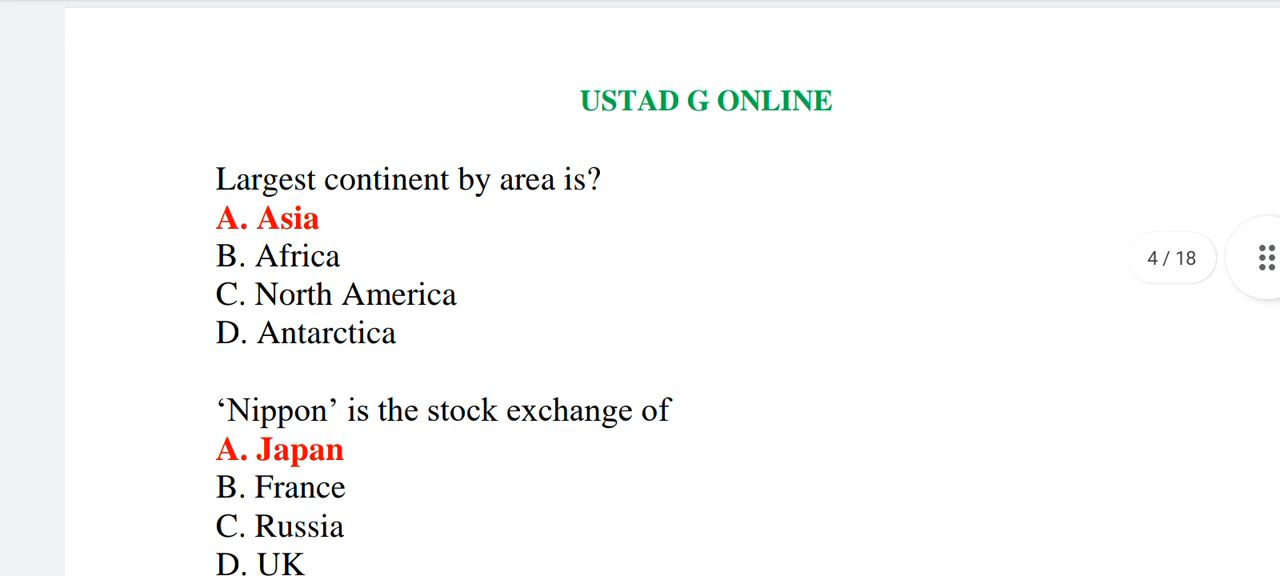 USTAD G ONLINE
Largest continent by area is?
A. Asia
B. Africa
C. North America
D. Antarctica
4 / 18
‘Nippon’ is the stock exchange of
A. Japan
B. France
C. Russia
D. UK